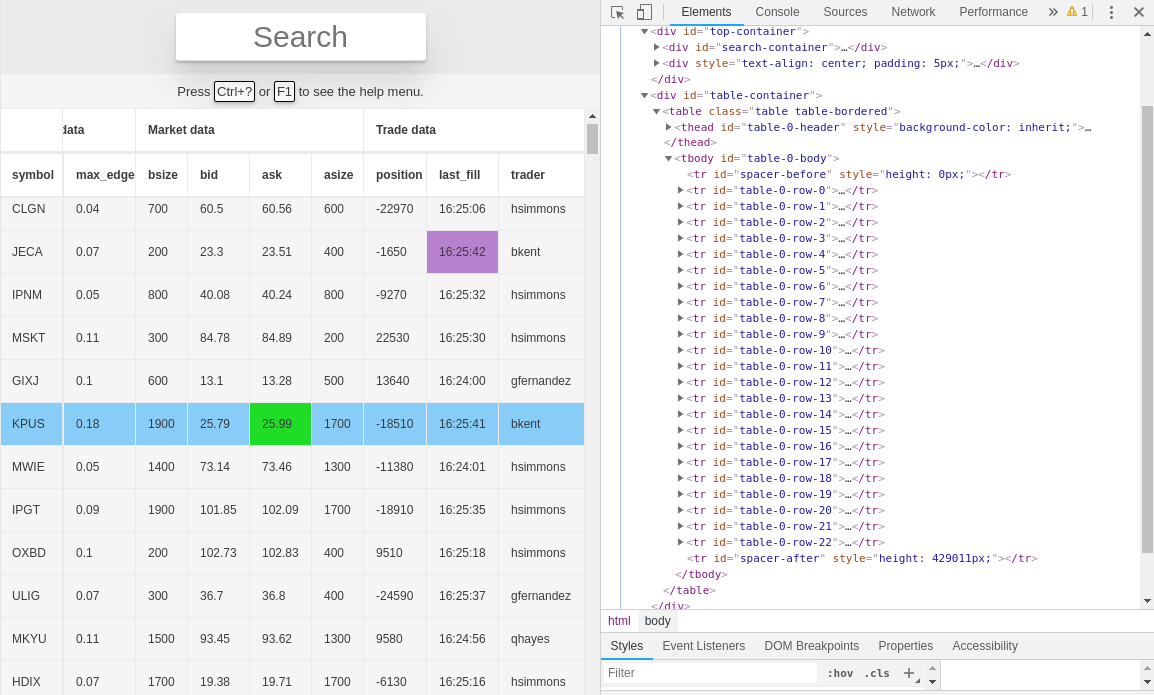 Search
Press Ctrl+? or F1 to see the help menu.
data Market data Trade data
symbol max_edge bsize bid ask asize position last_fill trader
CLGN 0.04 700 60.5 60.56 600 -22970 16:25:06 hsimmons
JECA 0.07 200 23.3 23.51 400 -1650 16:25:42 bkent
IPNM 0.05 800 40.08 40.24 800 -9270 16:25:32 hsimmons
MSKT 0.11 300 84.78 84.89 200 22530 16:25:30 hsimmons
GIXJ 0.1 600 13.1 13.28 500 13640 16:24:00 gfernandez
KPUS 0.18 1900 25.79 25.99 1700 -18510 16:25:41 bkent
MWIE 0.05 1400 73.14 73.46 1300 -11380 16:24:01 hsimmons
IPGT 0.09 1900 101.85 102.09 1700 -18910 16:25:35 hsimmons
OXBD 0.1 200 102.73 102.83 400 9510 16:25:18 hsimmons
ULIG 0.07 300 36.7 36.8 400 -24590 16:25:37 gfernandez
MKYU 0.11 1500 93.45 93.62 1300 9580 16:24:56 qhayes
HDIX 0.07 1700 19.38 19.71 1700 -6130 16:25:16 hsimmons
Elements Console Sources Network Performance » 1
<div id="top-container">
<div id="search-container">…</div>
<div style="text-align: center; padding: 5px;">…</div>
</div>
<div id="table-container">
<table class="table table-bordered">
<thead id="table-0-header" style="background-color: inherit;">…
</thead>
<tbody id="table-0-body">
<tr id="spacer-before" style="height: 0px;"></tr>
<tr id="table-0-row-0">…</tr>
<tr id="table-0-row-1">…</tr>
<tr id="table-0-row-2">…</tr>
<tr id="table-0-row-3">…</tr>
<tr id="table-0-row-4">…</tr>
<tr id="table-0-row-5">…</tr>
<tr id="table-0-row-6">…</tr>
<tr id="table-0-row-7">…</tr>
<tr id="table-0-row-8">…</tr>
<tr id="table-0-row-9">…</tr>
<tr id="table-0-row-10">…</tr>
<tr id="table-0-row-11">…</tr>
<tr id="table-0-row-12">…</tr>
<tr id="table-0-row-13">…</tr>
<tr id="table-0-row-14">…</tr>
<tr id="table-0-row-15">…</tr>
<tr id="table-0-row-16">…</tr>
<tr id="table-0-row-17">…</tr>
<tr id="table-0-row-18">…</tr>
<tr id="table-0-row-19">…</tr>
<tr id="table-0-row-20">…</tr>
<tr id="table-0-row-21">…</tr>
<tr id="table-0-row-22">…</tr>
<tr id="spacer-after" style="height: 429011px;"></tr>
</tbody>
</table>
</div>
html body
Styles Event Listeners DOM Breakpoints Properties Accessibility
Filter :hov .cls +